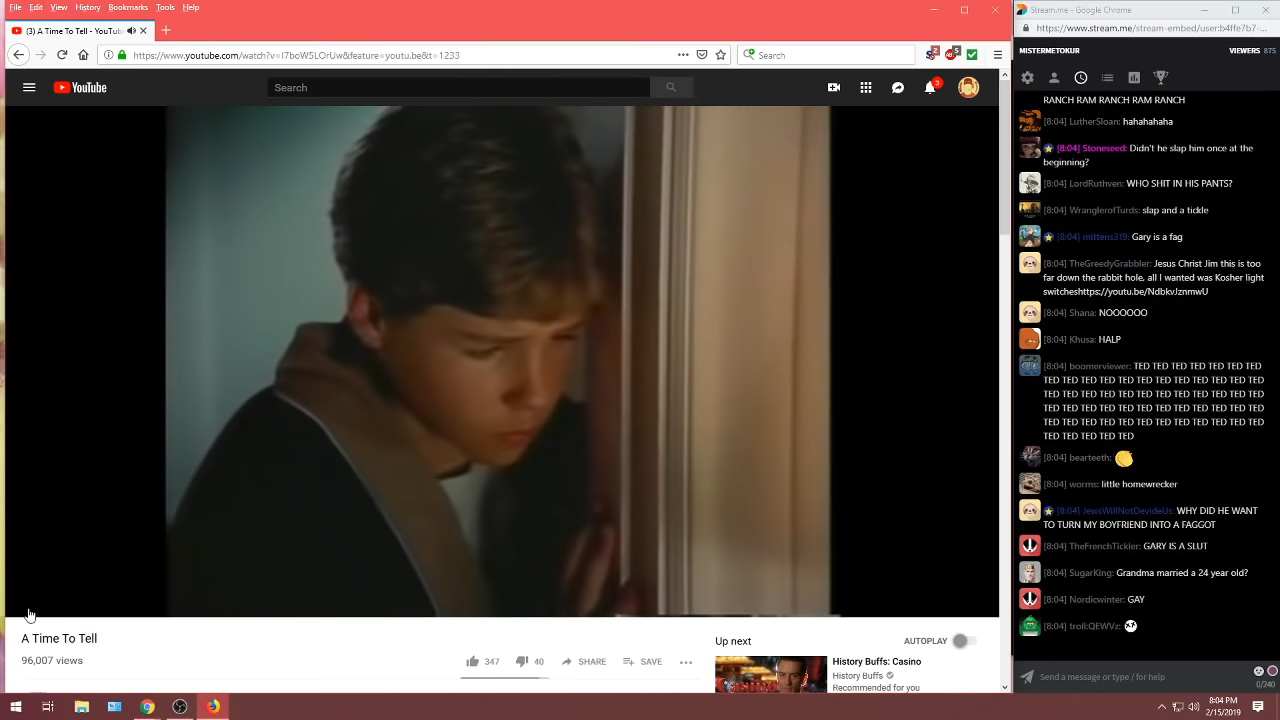 File Edit View History Bookmarks Tools Help
(3) A Time To Tell - YouTube
https://www.youtube.com/watch?v=I7boW5LOrUw&feature=youtu.be&t=1233
Search
2
5
YouTube
Search
3
A Time To Tell
96,007 views
347
40
SHARE
SAVE
Up next
AUTOPLAY
History Buffs: Casino
History Buffs
Recommended for you
Stream.me - Google Chrome
https://www.stream.me/stream-embed/user:b4ffe7b7-...
MISTERMETOKUR
VIEWERS 875
RANCH RAM RANCH RAM RANCH
[8:04] LutherSloan: hahahahaha
[8:04] Stoneseed: Didn't he slap him once at the
beginning?
[8:04] LordRuthven: WHO SHIT IN HIS PANTS?
[8:04] WranglerofTurds: slap and a tickle
[8:04] mittens319: Gary is a fag
[8:04] TheGreedyGrabbler: Jesus Christ Jim this is too
far down the rabbit hole, all I wanted was Kosher light
switcheshttps://youtu.be/NdbkvJznmwU
[8:04] Shana: NOOOOOO
[8:04] Khusa: HALP
[8:04] boomerviewer: TED TED TED TED TED TED TED
TED TED TED TED TED TED TED TED TED TED TED TED
TED TED TED TED TED TED TED TED TED TED TED TED
TED TED TED TED TED TED TED TED TED TED TED TED
TED TED TED TED TED TED TED TED TED TED TED TED
TED TED TED TED TED
[8:04] bearteeth:
[8:04] worms: little homewrecker
[8:04] JewsWillNotDevideUs: WHY DID HE WANT
TO TURN MY BOYFRIEND INTO A FAGGOT
[8:04] TheFrenchTickler: GARY IS A SLUT
[8:04] SugarKing: Grandma married a 24 year old?
[8:04] Nordicwinter: GAY
[8:04] troll:QEWVz:
Send a message or type / for help
0/240
8:04 PM
2/15/2019